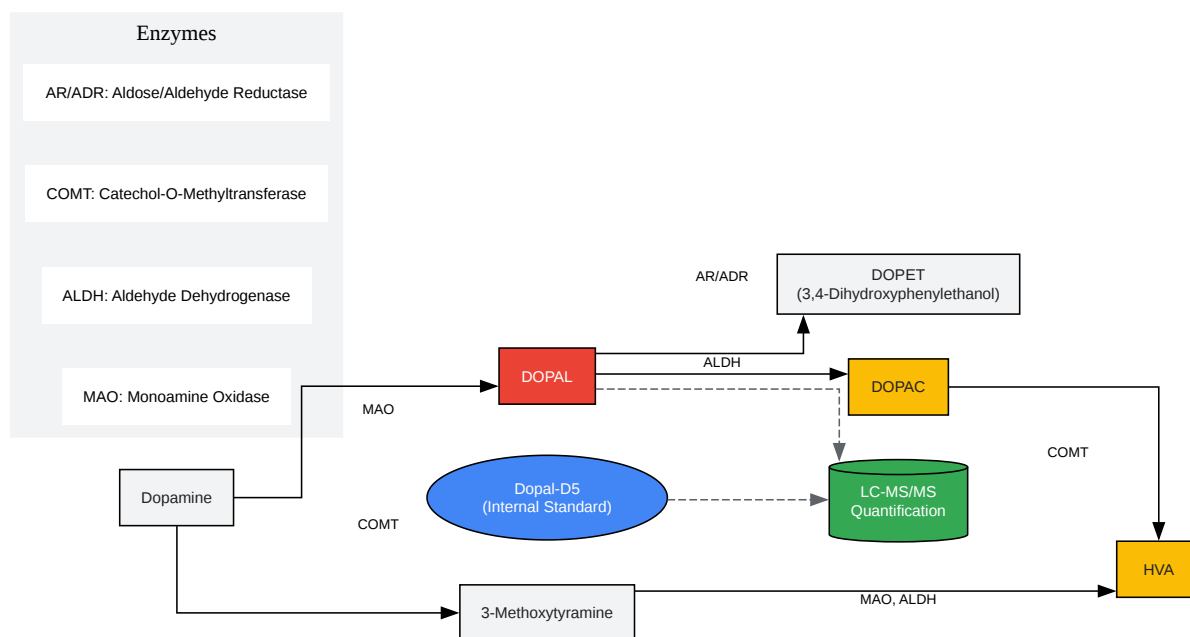 Enzymes
AR/ADR: Aldose/Aldehyde Reductase
COMT: Catechol-O-Methyltransferase
ALDH: Aldehyde Dehydrogenase
MAO: Monoamine Oxidase
AR/ADR
DOPET
(3,4-Dihydroxyphenylethanol)
DOPAL
ALDH
DOPAC
MAO
COMT
Dopamine
Dopal-D5
(Internal Standard)
LC-MS/MS
Quantification
COMT
HVA
3-Methoxytyramine
MAO, ALDH